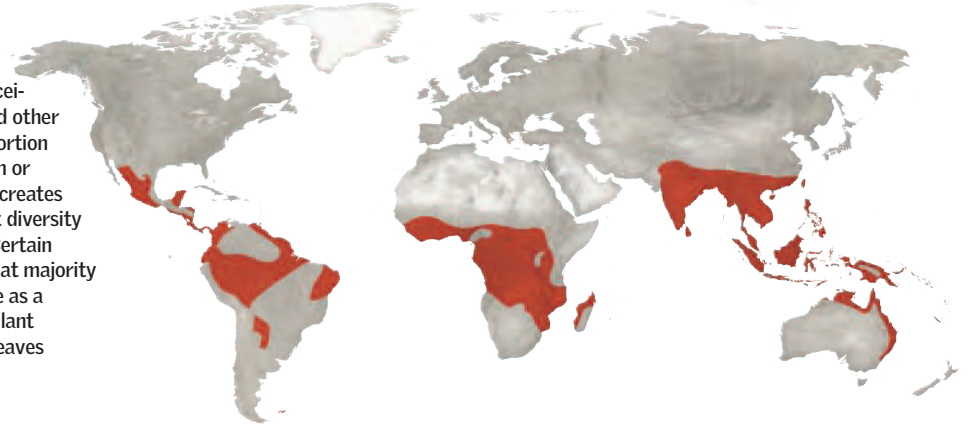 cei-
d other
ortion
n or
creates
t diversity
ertain
at majority
e as a
lant
eaves